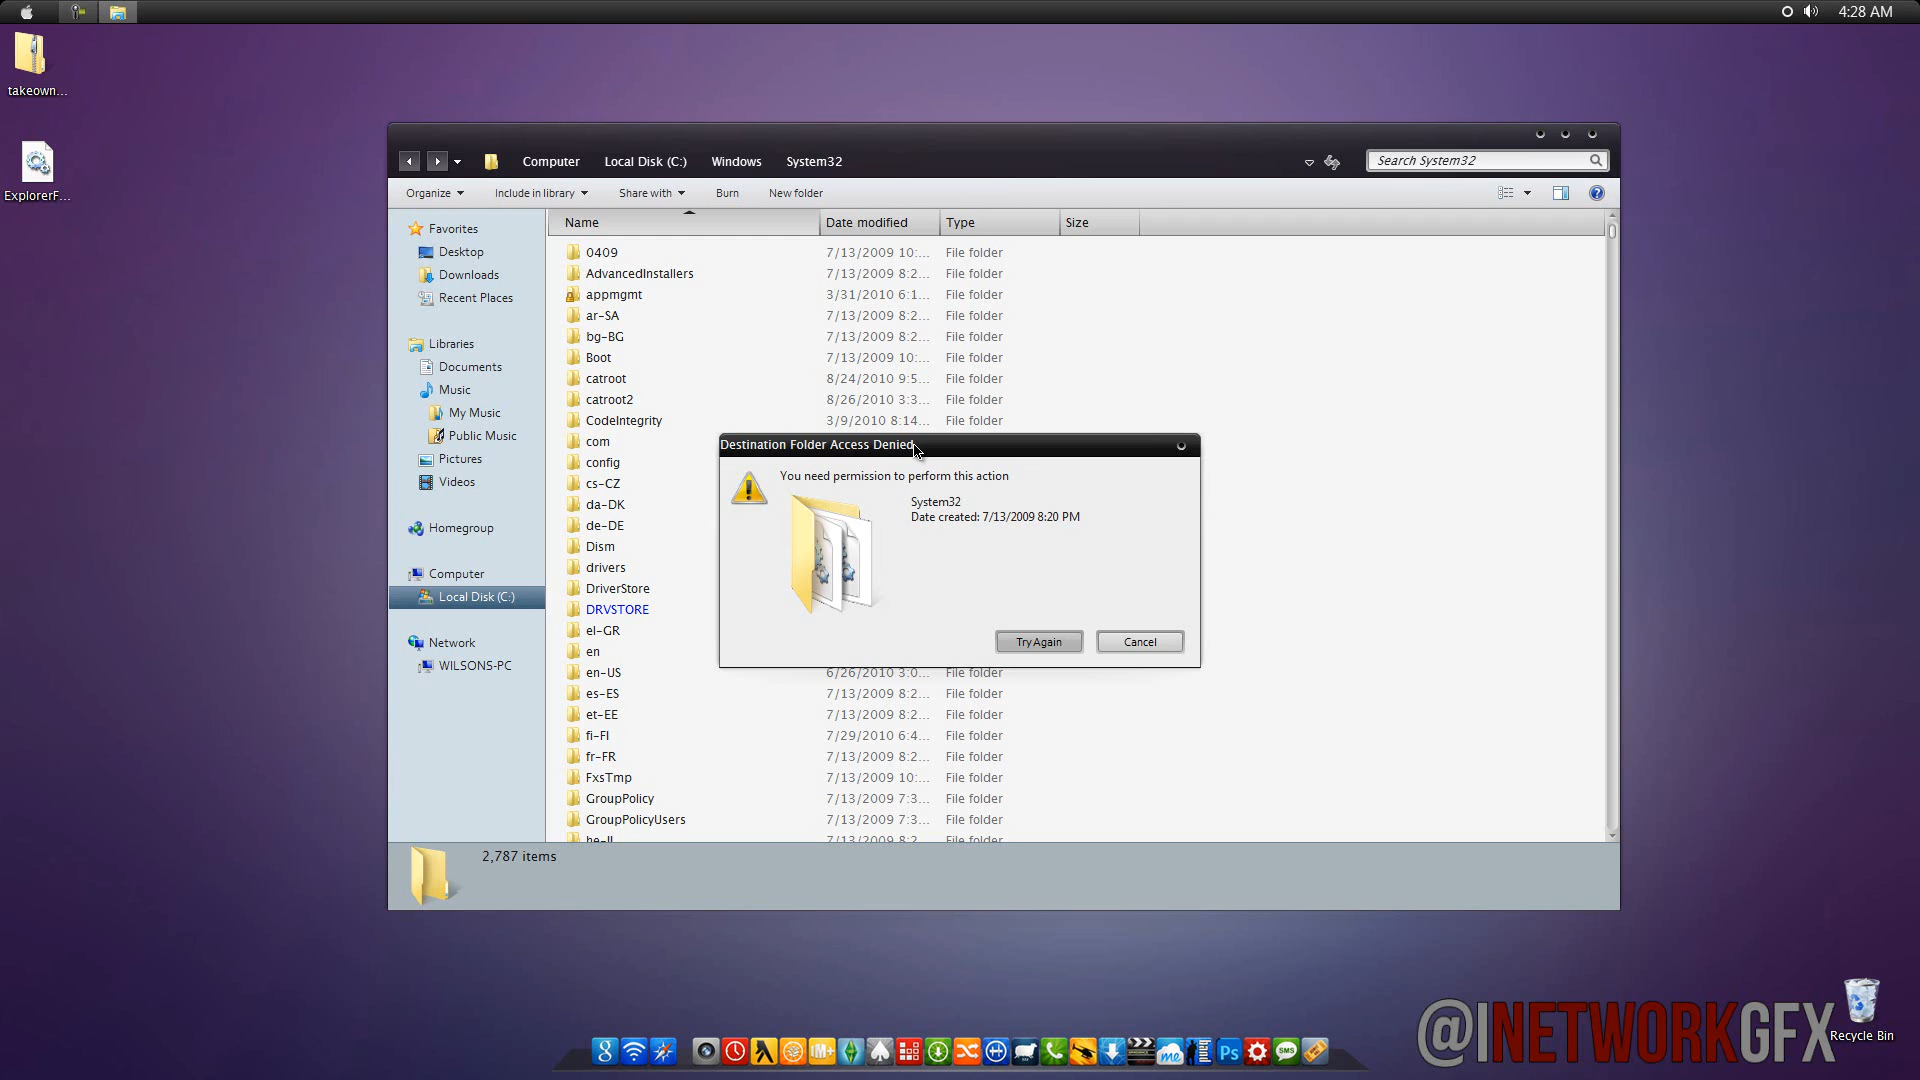 4:28 AM
takeown...
ExplorerF...
Computer Local Disk (C:) Windows System32
Search System32
Organize Include in library Share with Burn New folder
Name Date modified Type Size
Favorites
Desktop
Downloads
Recent Places
Libraries
Documents
Music
My Music
Public Music
Pictures
Videos
Homegroup
Computer
Local Disk (C:)
Network
WILSONS-PC
0409 7/13/2009 10:... File folder
AdvancedInstallers 7/13/2009 8:2... File folder
appmgmt 3/31/2010 6:1... File folder
ar-SA 7/13/2009 8:2... File folder
bg-BG 7/13/2009 8:2... File folder
Boot 7/13/2009 10:... File folder
catroot 8/24/2010 9:5... File folder
catroot2 8/26/2010 3:3... File folder
CodeIntegrity 3/9/2010 8:14... File folder
com
config
cs-CZ
da-DK
de-DE
Dism
drivers
DriverStore
DRVSTORE
el-GR
en
en-US 6/26/2010 3:0... File folder
es-ES 7/13/2009 8:2... File folder
et-EE 7/13/2009 8:2... File folder
fi-FI 7/29/2010 6:4... File folder
fr-FR 7/13/2009 8:2... File folder
FxsTmp 7/13/2009 10:... File folder
GroupPolicy 7/13/2009 7:3... File folder
GroupPolicyUsers 7/13/2009 7:3... File folder
he-IL 7/13/2009 8:2... File folder
Destination Folder Access Denied
You need permission to perform this action
System32
Date created: 7/13/2009 8:20 PM
Try Again Cancel
2,787 items
@INETWORKGFX
Recycle Bin
8 IM+ me Ps SMS